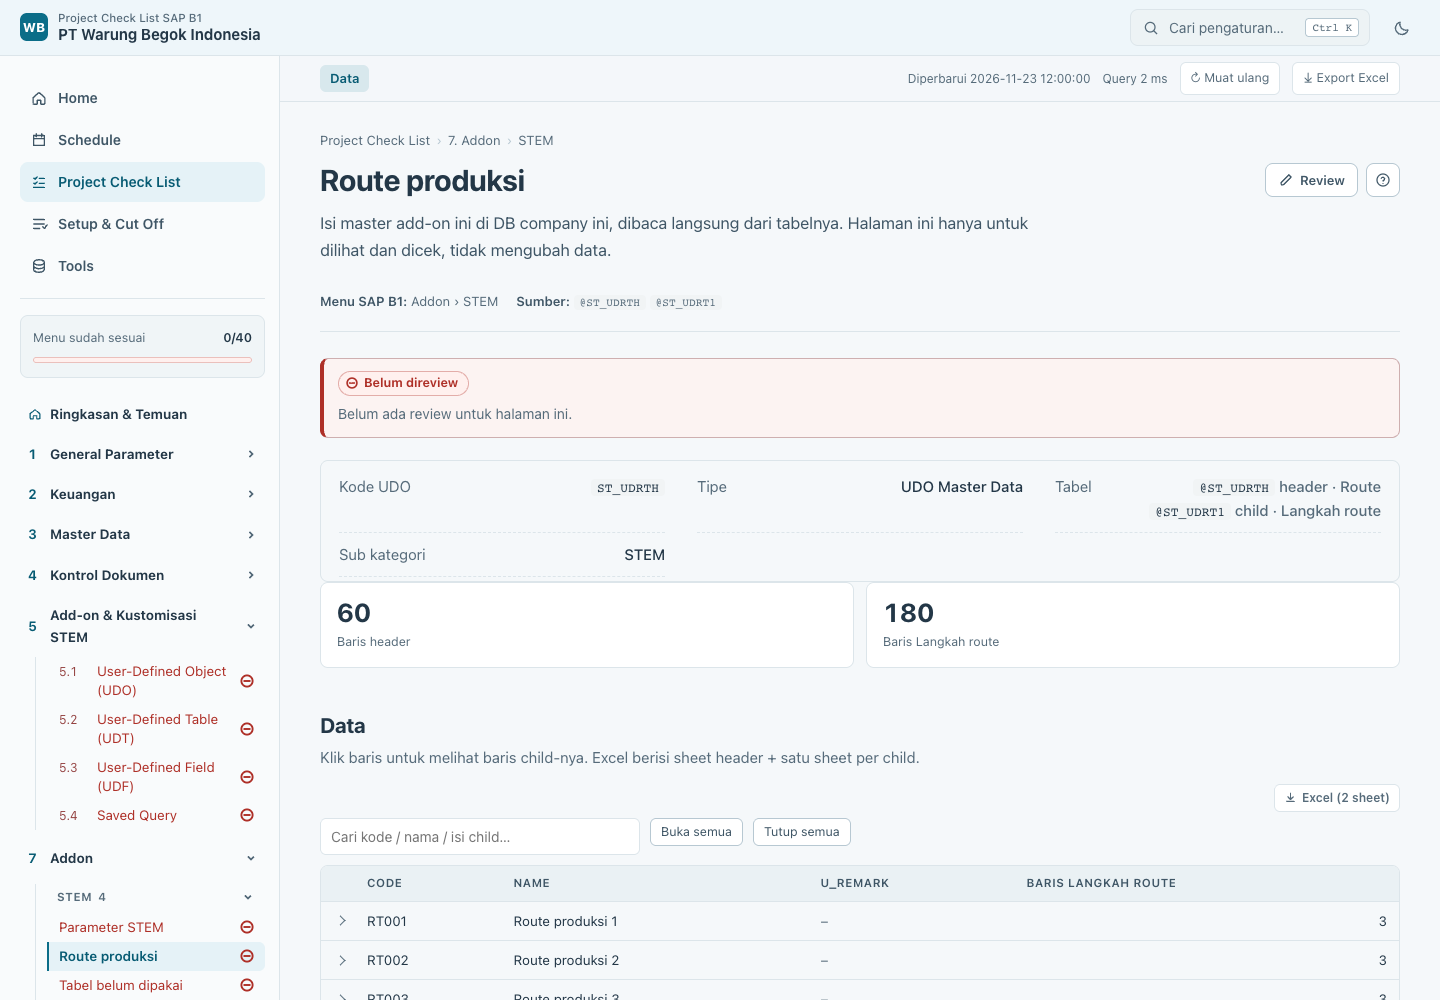 WB
Project Check List SAP B1
PT Warung Begok Indonesia
Cari pengaturan...
Ctrl K
Home
Schedule
Project Check List
Setup & Cut Off
Tools
Menu sudah sesuai
0/40
Ringkasan & Temuan
1 General Parameter
2 Keuangan
3 Master Data
4 Kontrol Dokumen
5 Add-on & Kustomisasi
STEM
5.1 User-Defined Object
(UDO)
5.2 User-Defined Table
(UDT)
5.3 User-Defined Field
(UDF)
5.4 Saved Query
7 Addon
STEM 4
Parameter STEM
Route produksi
Tabel belum dipakai
Data
Diperbarui 2026-11-23 12:00:00
Query 2 ms
↻ Muat ulang
Export Excel
Project Check List › 7. Addon › STEM
Route produksi
Review
Isi master add-on ini di DB company ini, dibaca langsung dari tabelnya. Halaman ini hanya untuk
dilihat dan dicek, tidak mengubah data.
Menu SAP B1: Addon › STEM Sumber: @ST_UDRTH @ST_UDRT1
Belum direview
Belum ada review untuk halaman ini.
Kode UDO ST_UDRTH
Tipe UDO Master Data
Tabel @ST_UDRTH header · Route
@ST_UDRT1 child · Langkah route
Sub kategori STEM
60
Baris header
180
Baris Langkah route
Data
Klik baris untuk melihat baris child-nya. Excel berisi sheet header + satu sheet per child.
Excel (2 sheet)
Cari kode / nama / isi child...
Buka semua
Tutup semua
CODE NAME U_REMARK BARIS LANGKAH ROUTE
RT001 Route produksi 1 – 3
RT002 Route produksi 2 – 3
RT003 Route produksi 3 – 3